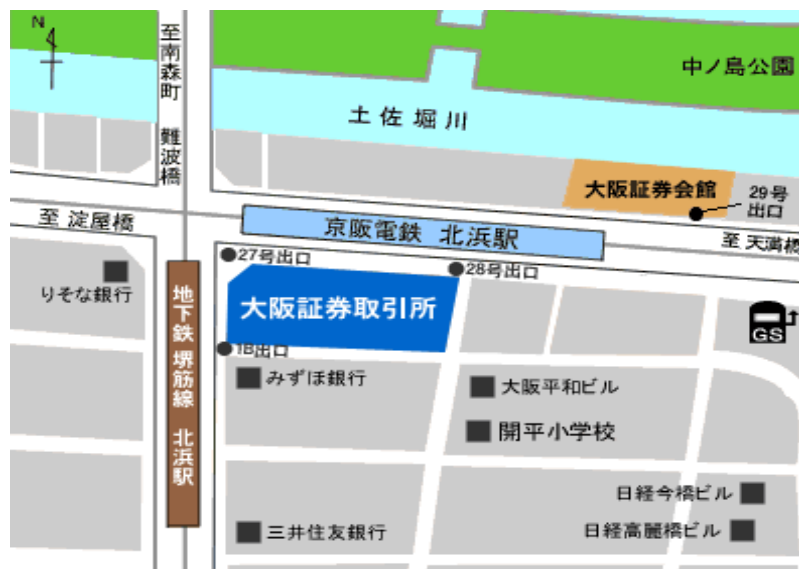 N
至南森町
難波橋
中ノ島公園
土佐堀川
大阪証券会館
29号
出口
至 淀屋橋
京阪電鉄 北浜駅
至 天満橋
27号出口
28号出口
りそな銀行
地下鉄 堺筋線 北浜駅
大阪証券取引所
GS
1B出口
みずほ銀行
大阪平和ビル
開平小学校
日経今橋ビル
三井住友銀行
日経高麗橋ビル